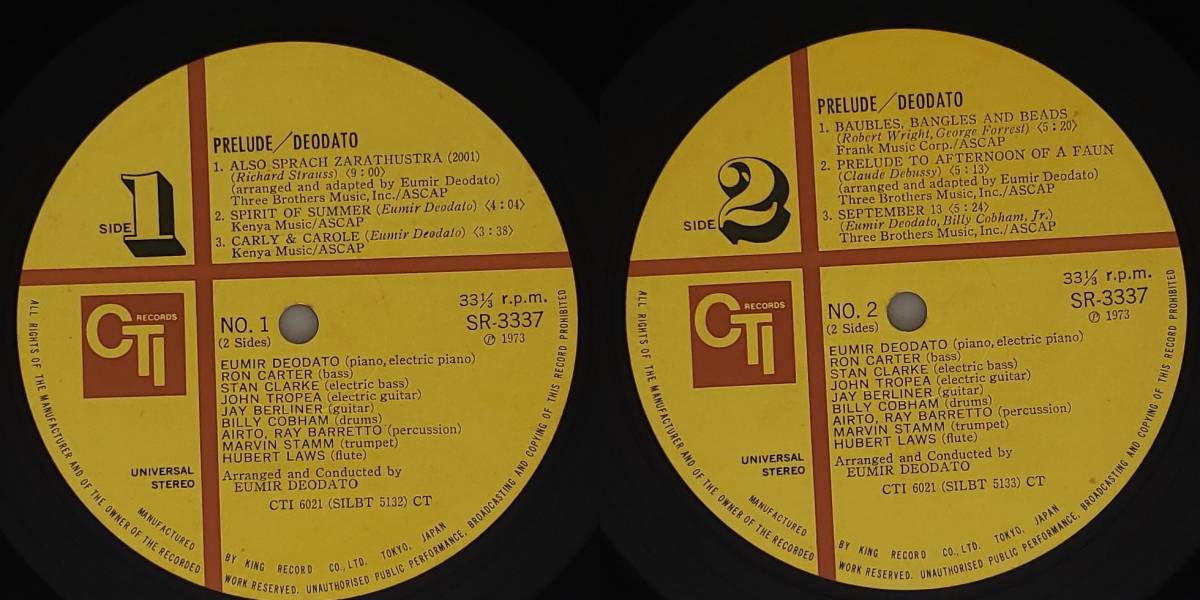 PRELUDE/DEODATO
1. ALSO SPRACH ZARATHUSTRA (2001)
(Richard Strauss) 〈9:00〉
(arranged and adapted by Eumir Deodato)
Three Brothers Music, Inc./ASCAP
2. SPIRIT OF SUMMER (Eumir Deodato) 〈4:04〉
Kenya Music/ASCAP
3. CARLY & CAROLE (Eumir Deodato) 〈3:38〉
Kenya Music/ASCAP
SIDE 1
CTI RECORDS
NO. 1
(2 Sides)
33⅓ r.p.m.
SR-3337
Ⓟ 1973
EUMIR DEODATO (piano, electric piano)
RON CARTER (bass)
STAN CLARKE (electric bass)
JOHN TROPEA (electric guitar)
JAY BERLINER (guitar)
BILLY COBHAM (drums)
AIRTO, RAY BARRETTO (percussion)
MARVIN STAMM (trumpet)
HUBERT LAWS (flute)
Arranged and Conducted by
EUMIR DEODATO
CTI 6021 (SILBT 5132) CT
UNIVERSAL
STEREO
MANUFACTURED BY KING RECORD CO., LTD. TOKYO, JAPAN
ALL RIGHTS OF THE MANUFACTURER AND OF THE OWNER OF THE RECORDED WORK RESERVED. UNAUTHORISED PUBLIC PERFORMANCE, BROADCASTING AND COPYING OF THIS RECORD PROHIBITED
PRELUDE/DEODATO
1. BAUBLES, BANGLES AND BEADS
(Robert Wright, George Forrest) 〈5:20〉
Frank Music Corp./ASCAP
2. PRELUDE TO AFTERNOON OF A FAUN
(Claude Debussy) 〈5:13〉
(arranged and adapted by Eumir Deodato)
Three Brothers Music, Inc./ASCAP
3. SEPTEMBER 13 〈5:24〉
(Eumir Deodato, Billy Cobham, Jr.)
Three Brothers Music, Inc./ASCAP
SIDE 2
CTI RECORDS
NO. 2
(2 Sides)
33⅓ r.p.m.
SR-3337
Ⓟ 1973
EUMIR DEODATO (piano, electric piano)
RON CARTER (bass)
STAN CLARKE (electric bass)
JOHN TROPEA (electric guitar)
JAY BERLINER (guitar)
BILLY COBHAM (drums)
AIRTO, RAY BARRETTO (percussion)
MARVIN STAMM (trumpet)
HUBERT LAWS (flute)
Arranged and Conducted by
EUMIR DEODATO
CTI 6021 (SILBT 5133) CT
UNIVERSAL
STEREO
MANUFACTURED BY KING RECORD CO., LTD. TOKYO, JAPAN
ALL RIGHTS OF THE MANUFACTURER AND OF THE OWNER OF THE RECORDED WORK RESERVED. UNAUTHORISED PUBLIC PERFORMANCE, BROADCASTING AND COPYING OF THIS RECORD PROHIBITED